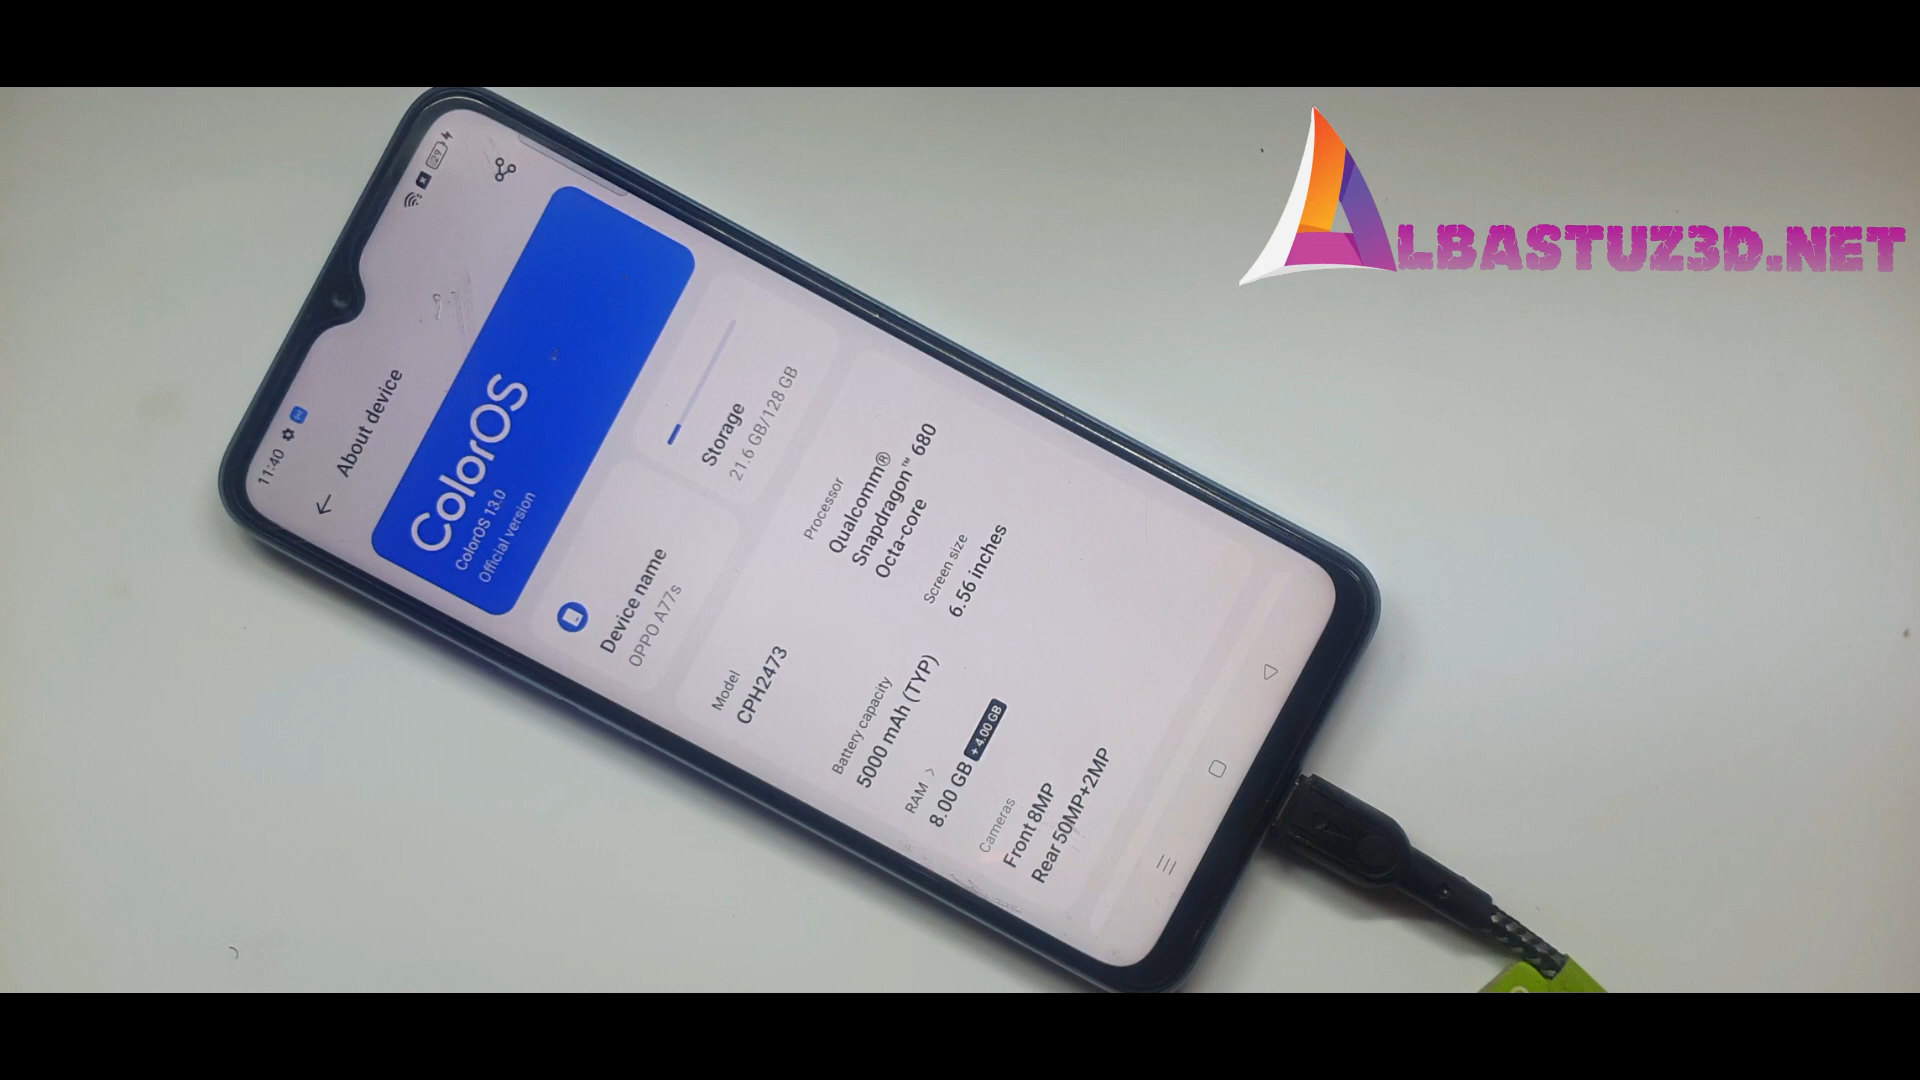 ALBASTUZ3D.NET
11:40
29
About device
ColorOS
ColorOS 13.0
Official version
Device name
OPPO A77s
Storage
21.6 GB/128 GB
Model
CPH2473
Processor
Qualcomm®
Snapdragon™ 680
Octa-core
Battery capacity
5000 mAh (TYP)
Screen size
6.56 inches
RAM >
8.00 GB + 4.00 GB
Cameras
Front 8MP
Rear 50MP+2MP